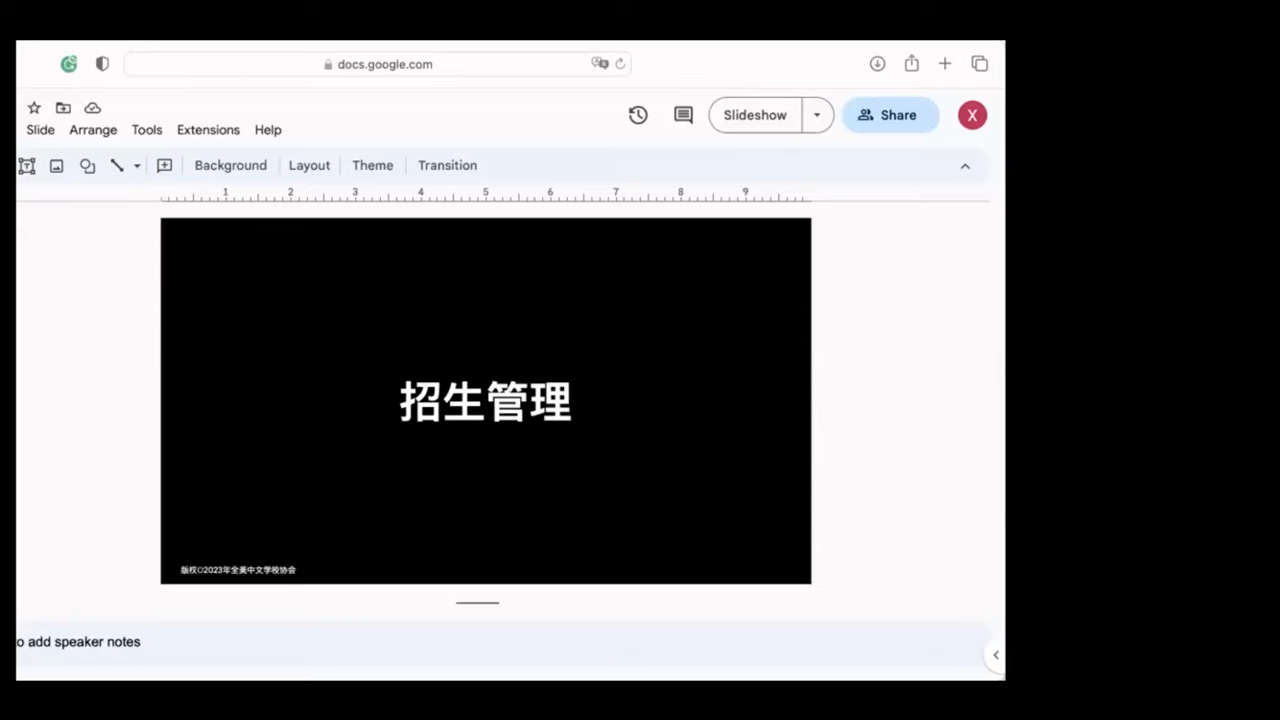 docs.google.com
Slideshow
Share
X
Slide Arrange Tools Extensions Help
Background Layout Theme Transition
1 2 3 4 5 6 7 8 9
招生管理
版权©2023年全美中文学校协会
o add speaker notes